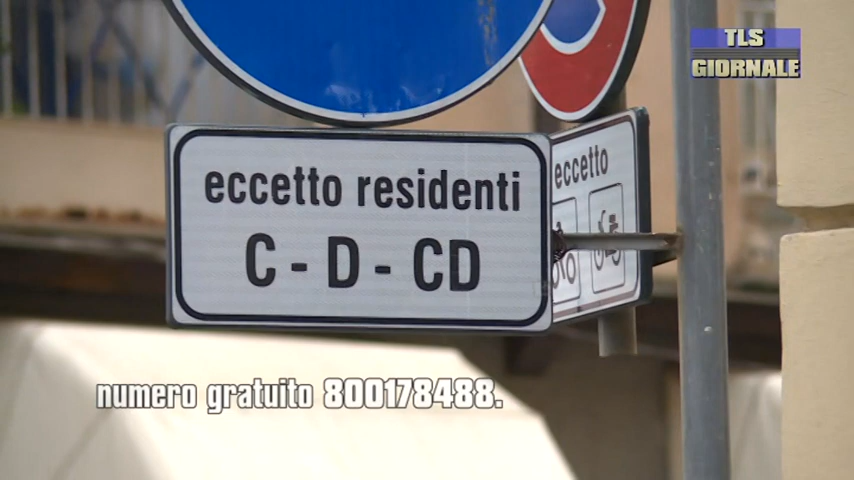 TLS
GIORNALE
eccetto residenti
C - D - CD
eccetto
numero gratuito 800178488.